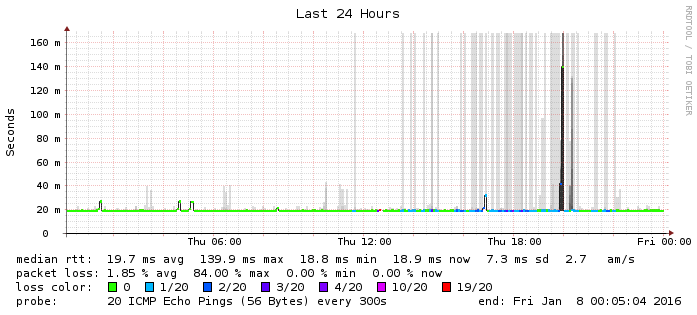 Last 24 Hours
RRDTOOL / TOBI OETIKER
Seconds
160 m
140 m
120 m
100 m
80 m
60 m
40 m
20 m
0
Thu 06:00 Thu 12:00 Thu 18:00 Fri 00:00
median rtt: 19.7 ms avg 139.9 ms max 18.8 ms min 18.9 ms now 7.3 ms sd 2.7 am/s
packet loss: 1.85 % avg 84.00 % max 0.00 % min 0.00 % now
loss color: 0 1/20 2/20 3/20 4/20 10/20 19/20
probe: 20 ICMP Echo Pings (56 Bytes) every 300s end: Fri Jan 8 00:05:04 2016